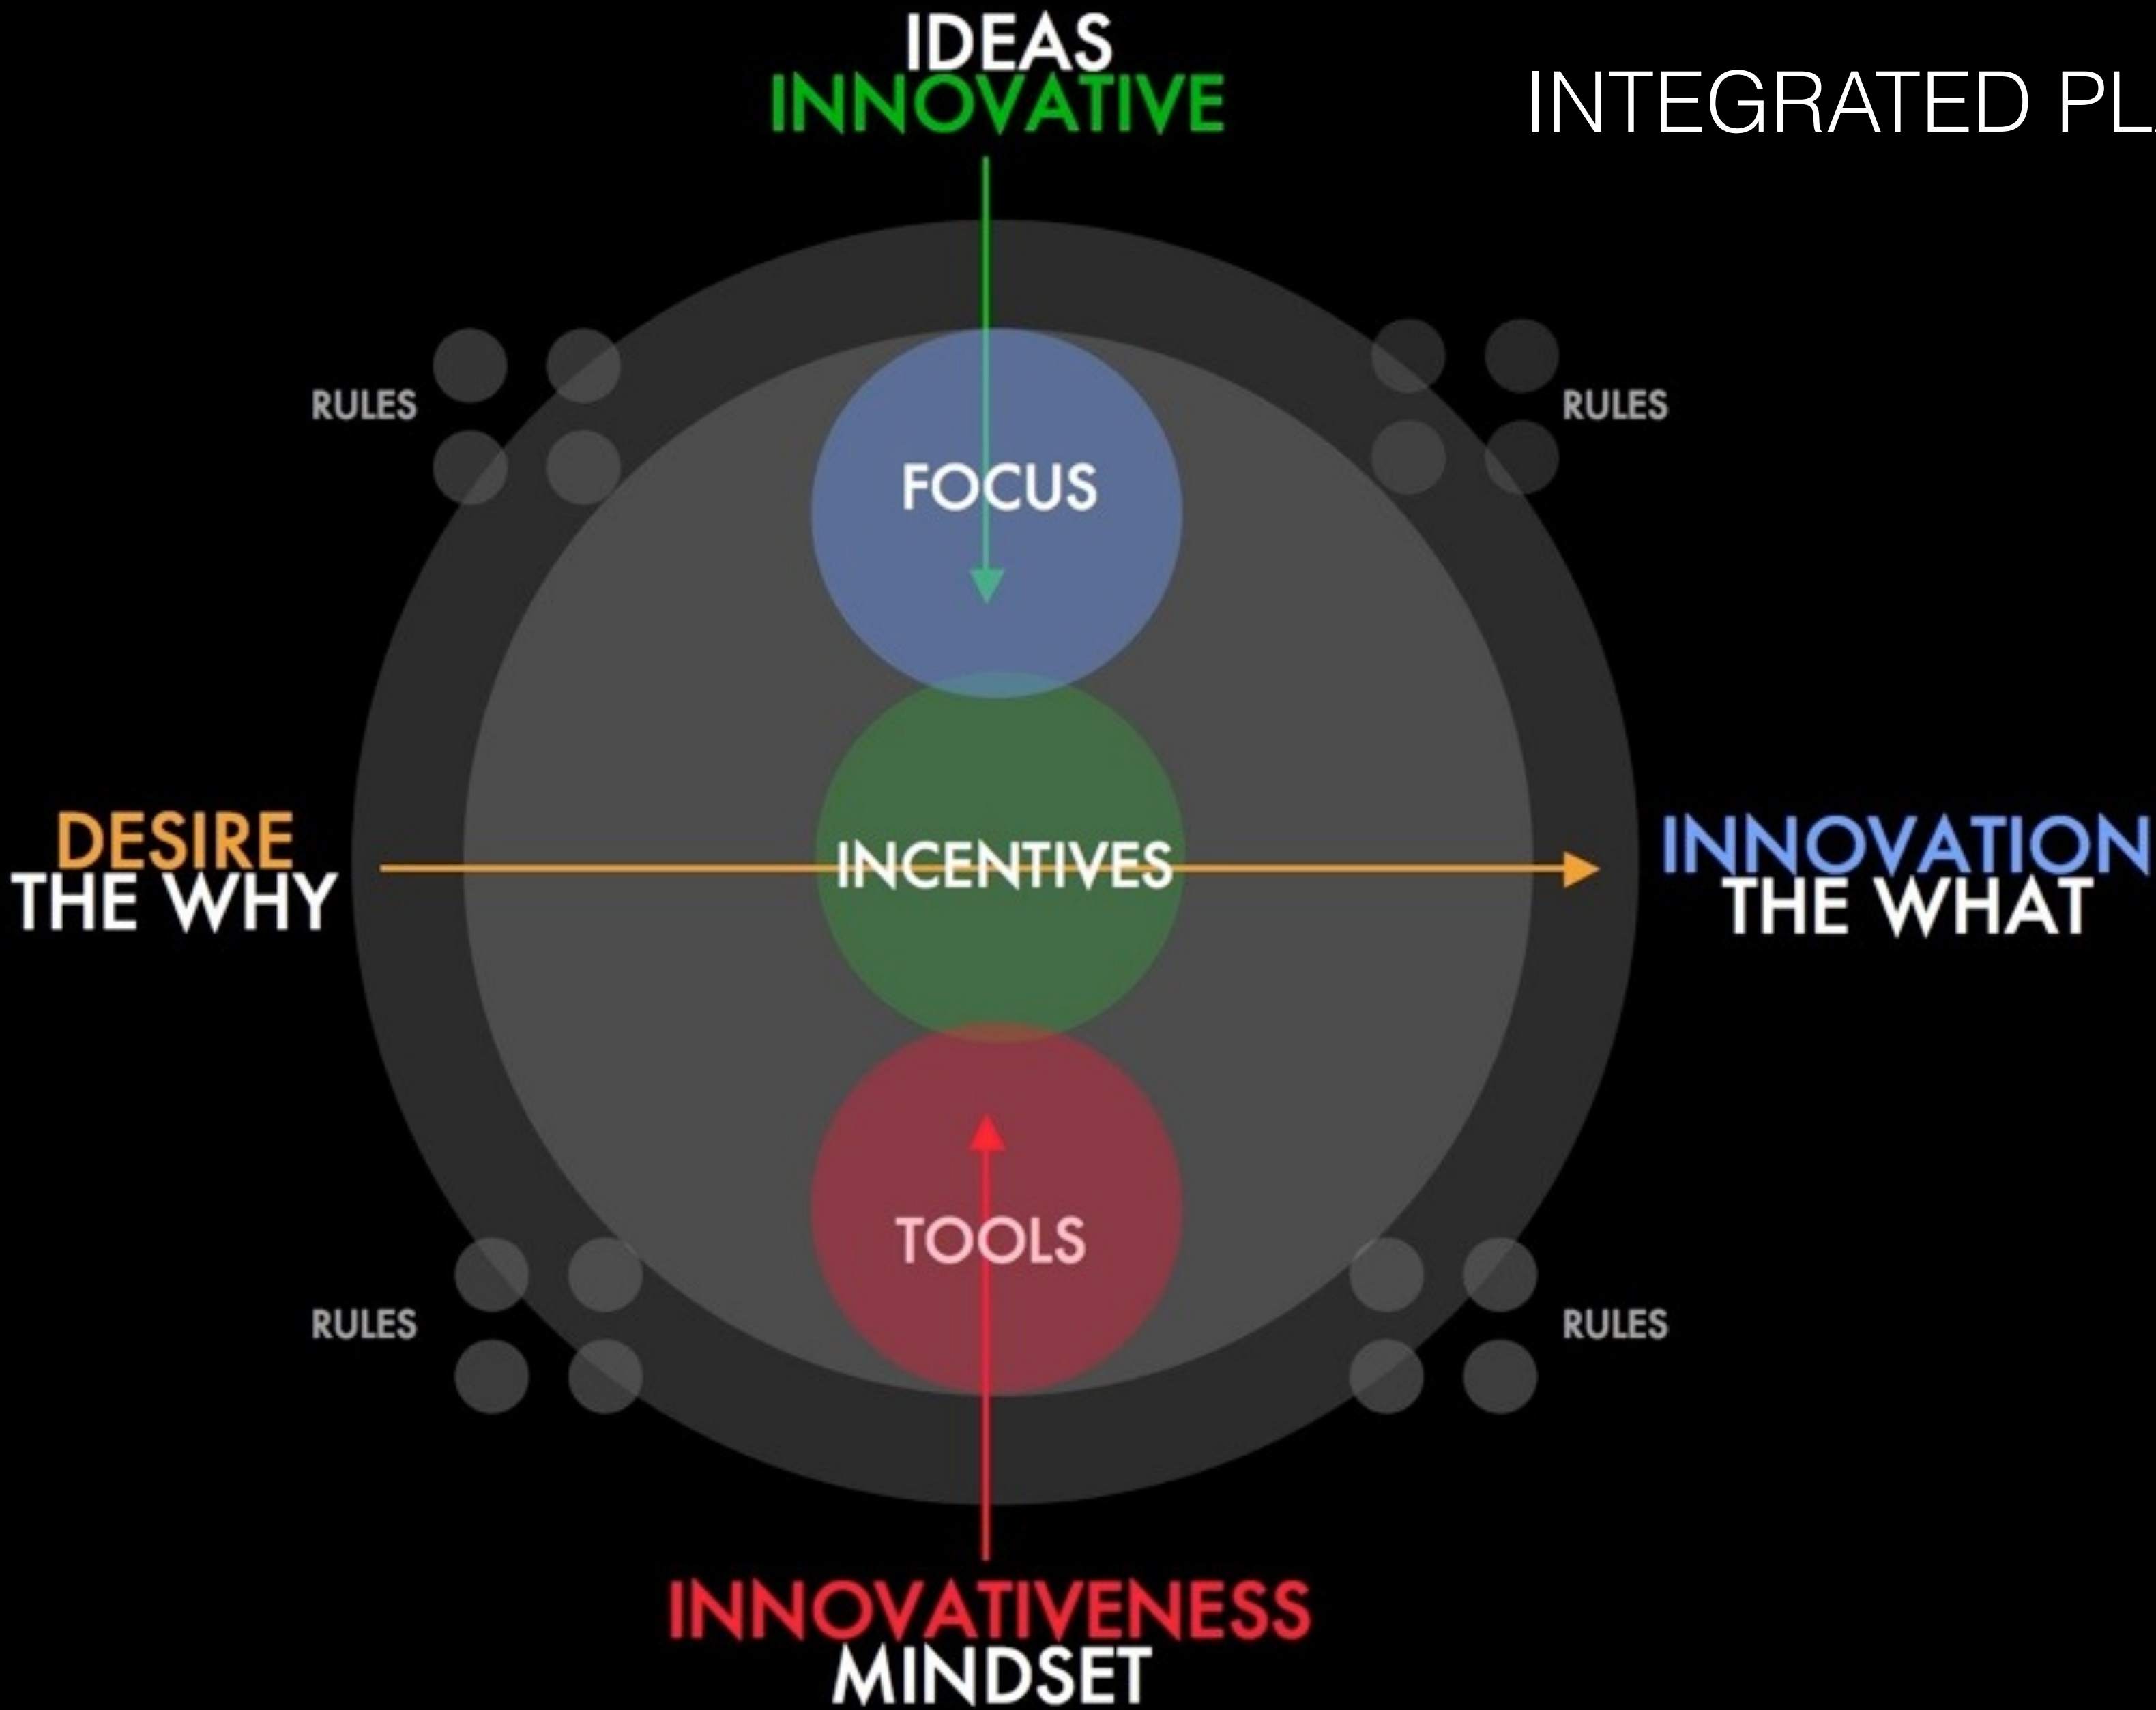 IDEAS
INNOVATIVE
INTEGRATED PL
RULES
RULES
FOCUS
DESIRE
THE WHY
INCENTIVES
INNOVATION
THE WHAT
TOOLS
RULES
RULES
INNOVATIVENESS
MINDSET